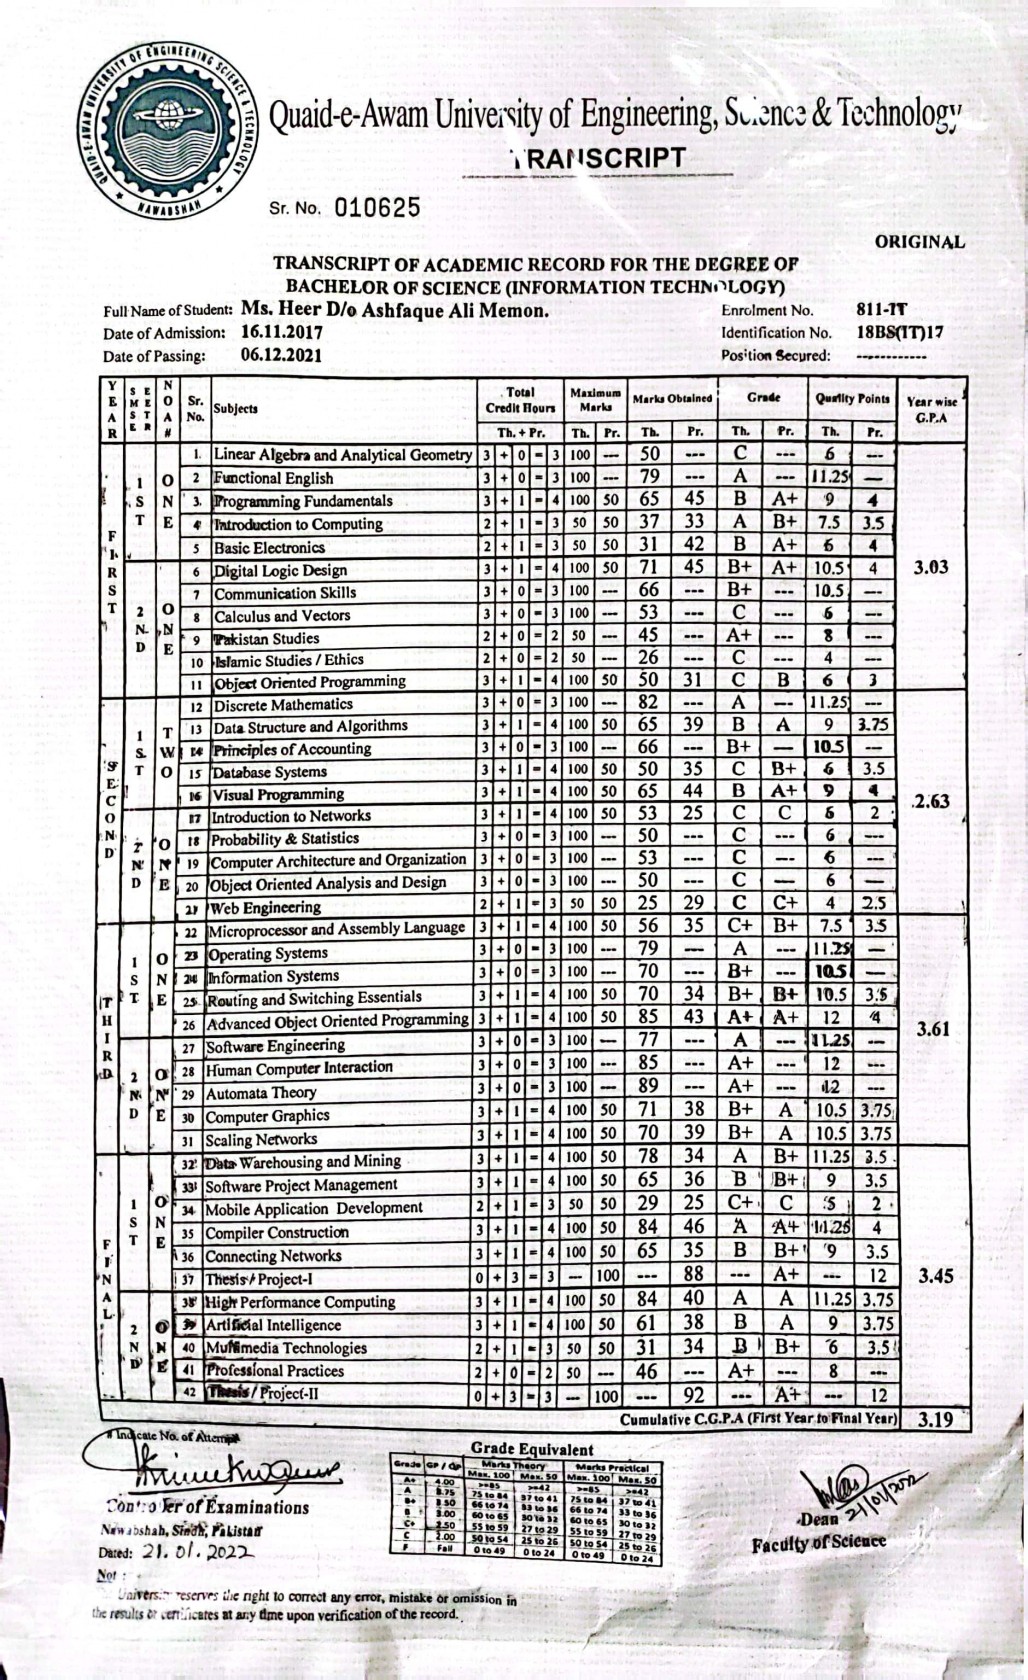 QUAID-E-AWAM UNIVERSITY OF ENGINEERING SCIENCE & TECHNOLOGY
NAWABSHAH
Quaid-e-Awam University of Engineering, Science & Technology
TRANSCRIPT
Sr. No. 010625
ORIGINAL
TRANSCRIPT OF ACADEMIC RECORD FOR THE DEGREE OF
BACHELOR OF SCIENCE (INFORMATION TECHNOLOGY)
Full Name of Student: Ms. Heer D/o Ashfaque Ali Memon. Enrolment No. 811-IT
Date of Admission: 16.11.2017 Identification No. 18BS(IT)17
Date of Passing: 06.12.2021 Position Secured: ------------
YEAR SEMESTER NO OF A# Sr. No. Subjects Total Credit Hours Maximum Marks Marks Obtained Grade Quality Points Year wise G.P.A
Th. + Pr. Th. Pr. Th. Pr. Th. Pr. Th. Pr.
FIRST 1ST ONE
1. Linear Algebra and Analytical Geometry 3 + 0 = 3 100 --- 50 --- C --- 6 ---
2 Functional English 3 + 0 = 3 100 --- 79 --- A --- 11.25 ---
3. Programming Fundamentals 3 + 1 = 4 100 50 65 45 B A+ 9 4
4 Introduction to Computing 2 + 1 = 3 50 50 37 33 A B+ 7.5 3.5
5 Basic Electronics 2 + 1 = 3 50 50 31 42 B A+ 6 4
2ND ONE
6 Digital Logic Design 3 + 1 = 4 100 50 71 45 B+ A+ 10.5 4 3.03
7 Communication Skills 3 + 0 = 3 100 --- 66 --- B+ --- 10.5 ---
8 Calculus and Vectors 3 + 0 = 3 100 --- 53 --- C --- 6 ---
9 Pakistan Studies 2 + 0 = 2 50 --- 45 --- A+ --- 8 ---
10 Islamic Studies / Ethics 2 + 0 = 2 50 --- 26 --- C --- 4 ---
11 Object Oriented Programming 3 + 1 = 4 100 50 50 31 C B 6 3
SECOND 1ST TWO
12 Discrete Mathematics 3 + 0 = 3 100 --- 82 --- A --- 11.25 ---
13 Data Structure and Algorithms 3 + 1 = 4 100 50 65 39 B A 9 3.75
14 Principles of Accounting 3 + 0 = 3 100 --- 66 --- B+ --- 10.5 ---
15 Database Systems 3 + 1 = 4 100 50 50 35 C B+ 6 3.5
16 Visual Programming 3 + 1 = 4 100 50 65 44 B A+ 9 4 2.63
2ND ONE
17 Introduction to Networks 3 + 1 = 4 100 50 53 25 C C 6 2
18 Probability & Statistics 3 + 0 = 3 100 --- 50 --- C --- 6 ---
19 Computer Architecture and Organization 3 + 0 = 3 100 --- 53 --- C --- 6 ---
20 Object Oriented Analysis and Design 3 + 0 = 3 100 --- 50 --- C --- 6 ---
21 Web Engineering 2 + 1 = 3 50 50 25 29 C C+ 4 2.5
THIRD 1ST ONE
22 Microprocessor and Assembly Language 3 + 1 = 4 100 50 56 35 C+ B+ 7.5 3.5
23 Operating Systems 3 + 0 = 3 100 --- 79 --- A --- 11.25 ---
24 Information Systems 3 + 0 = 3 100 --- 70 --- B+ --- 10.5 ---
25 Routing and Switching Essentials 3 + 1 = 4 100 50 70 34 B+ B+ 10.5 3.5
26 Advanced Object Oriented Programming 3 + 1 = 4 100 50 85 43 A+ A+ 12 4 3.61
2ND ONE
27 Software Engineering 3 + 0 = 3 100 --- 77 --- A --- 11.25 ---
28 Human Computer Interaction 3 + 0 = 3 100 --- 85 --- A+ --- 12 ---
29 Automata Theory 3 + 0 = 3 100 --- 89 --- A+ --- 12 ---
30 Computer Graphics 3 + 1 = 4 100 50 71 38 B+ A 10.5 3.75
31 Scaling Networks 3 + 1 = 4 100 50 70 39 B+ A 10.5 3.75
FINAL 1ST ONE
32 Data Warehousing and Mining 3 + 1 = 4 100 50 78 34 A B+ 11.25 3.5
33 Software Project Management 3 + 1 = 4 100 50 65 36 B B+ 9 3.5
34 Mobile Application Development 2 + 1 = 3 50 50 29 25 C+ C 5 2
35 Compiler Construction 3 + 1 = 4 100 50 84 46 A A+ 11.25 4
36 Connecting Networks 3 + 1 = 4 100 50 65 35 B B+ 9 3.5
37 Thesis / Project-I 0 + 3 = 3 --- 100 --- 88 --- A+ --- 12 3.45
2ND ONE
38 High Performance Computing 3 + 1 = 4 100 50 84 40 A A 11.25 3.75
39 Artificial Intelligence 3 + 1 = 4 100 50 61 38 B A 9 3.75
40 Multimedia Technologies 2 + 1 = 3 50 50 31 34 B B+ 6 3.5
41 Professional Practices 2 + 0 = 2 50 --- 46 --- A+ --- 8 ---
42 Thesis / Project-II 0 + 3 = 3 --- 100 --- 92 --- A+ --- 12
Cumulative C.G.P.A (First Year to Final Year) 3.19
# Indicate No. of Attempt
Controller of Examinations
Nawabshah, Sindh, Pakistan
Dated: 21.01.2022
Grade Equivalent
Grade GP / QP Marks Theory Marks Practical
Max. 100 Max. 50 Max. 100 Max. 50
A+ 4.00 >=85 >=42 >=85 >=42
A 3.75 75 to 84 37 to 41 75 to 84 37 to 41
B+ 3.50 66 to 74 33 to 36 66 to 74 33 to 36
B 3.00 60 to 65 30 to 32 60 to 65 30 to 32
C+ 2.50 55 to 59 27 to 29 55 to 59 27 to 29
C 2.00 50 to 54 25 to 26 50 to 54 25 to 26
F Fail 0 to 49 0 to 24 0 to 49 0 to 24
21/01/2022
Dean
Faculty of Science
Not :
University reserves the right to correct any error, mistake or omission in
the results or certificates at any time upon verification of the record.